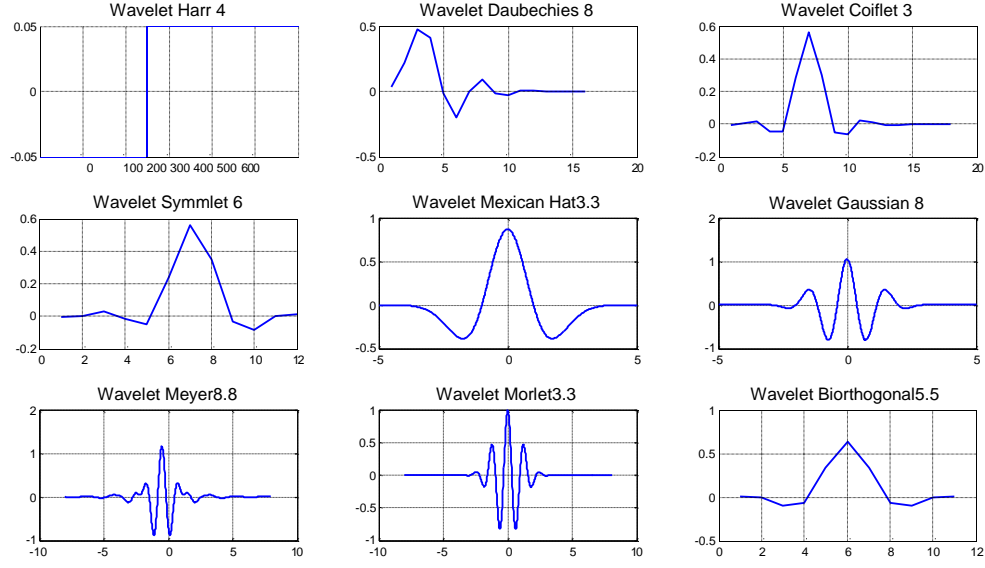 Wavelet Harr 4
Wavelet Daubechies 8
Wavelet Coiflet 3
0.05
0
-0.05
0 100 200 300 400 500 600
0.5
0
-0.5
0 5 10 15 20
0.6
0.4
0.2
0
-0.2
0 5 10 15 20
Wavelet Symmlet 6
Wavelet Mexican Hat3.3
Wavelet Gaussian 8
0.6
0.4
0.2
0
-0.2
0 2 4 6 8 10 12
1
0.5
0
-0.5
-5 0 5
2
1
0
-1
-5 0 5
Wavelet Meyer8.8
Wavelet Morlet3.3
Wavelet Biorthogonal5.5
2
1
0
-1
-10 -5 0 5 10
1
0.5
0
-0.5
-1
-10 -5 0 5 10
1
0.5
0
-0.5
0 2 4 6 8 10 12